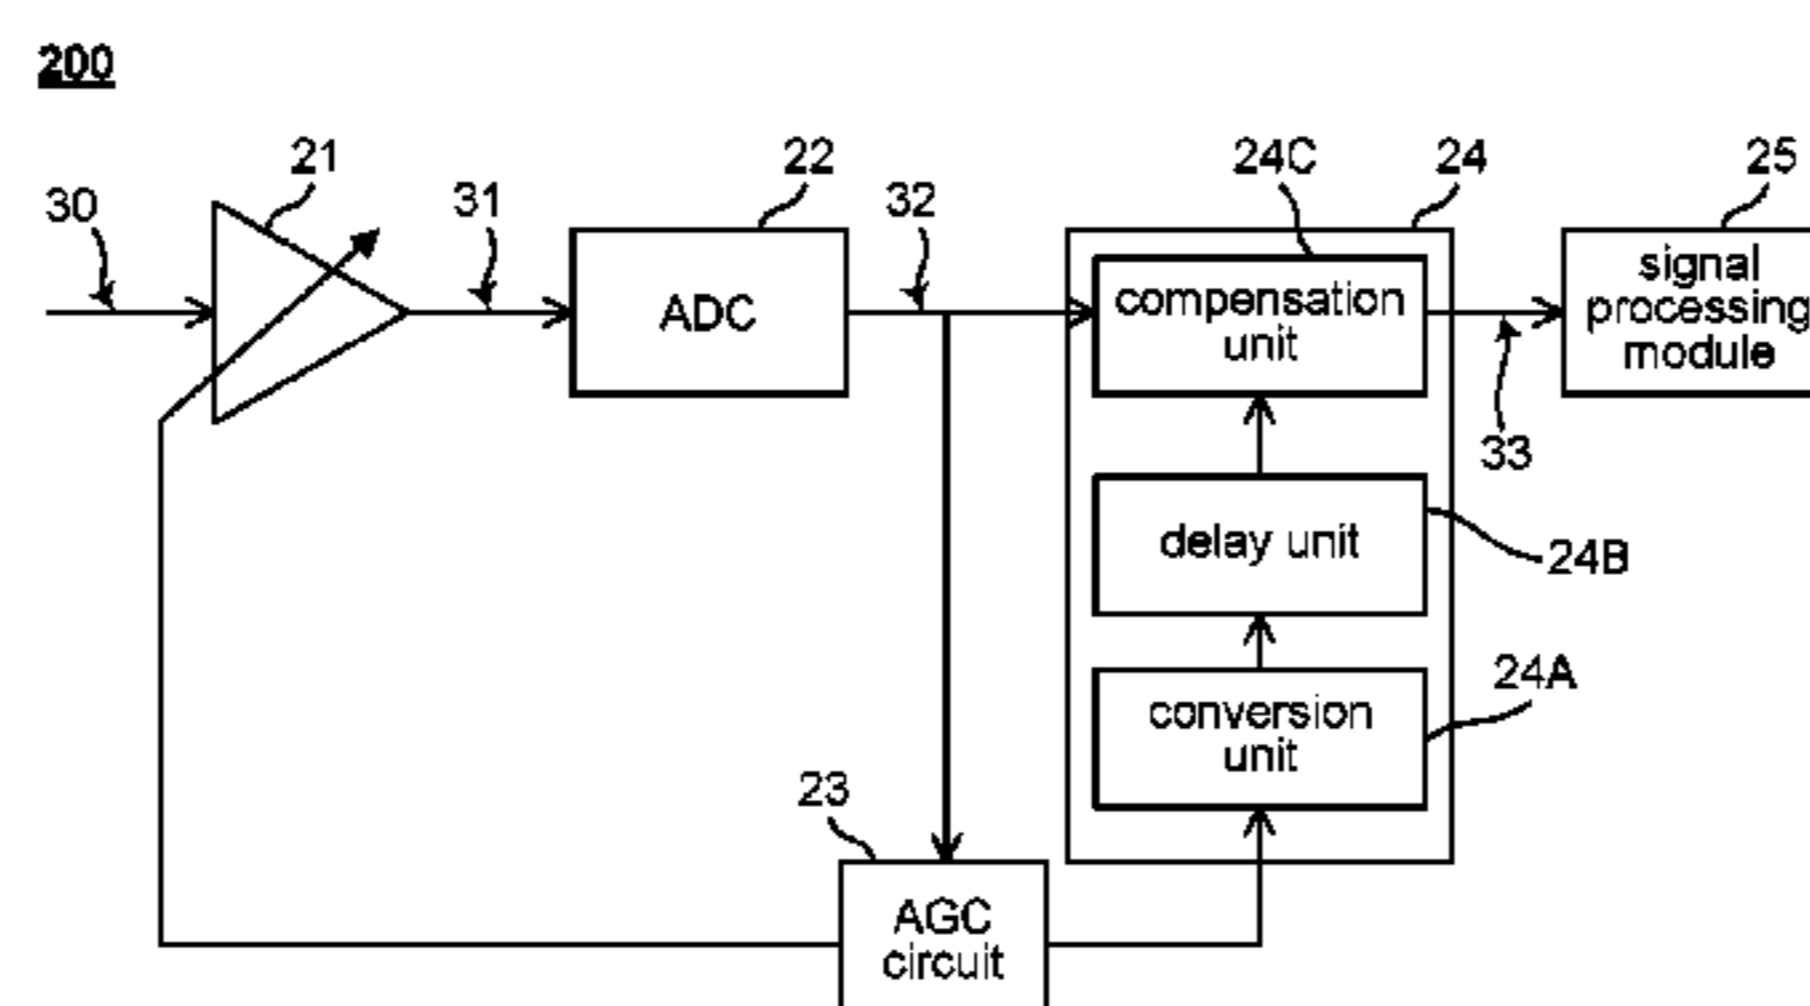 200
21
22
24C
24
25
30
31
32
ADC
compensation
unit
signal
processing
module
33
delay unit
24B
24A
conversion
unit
23
AGC
circuit